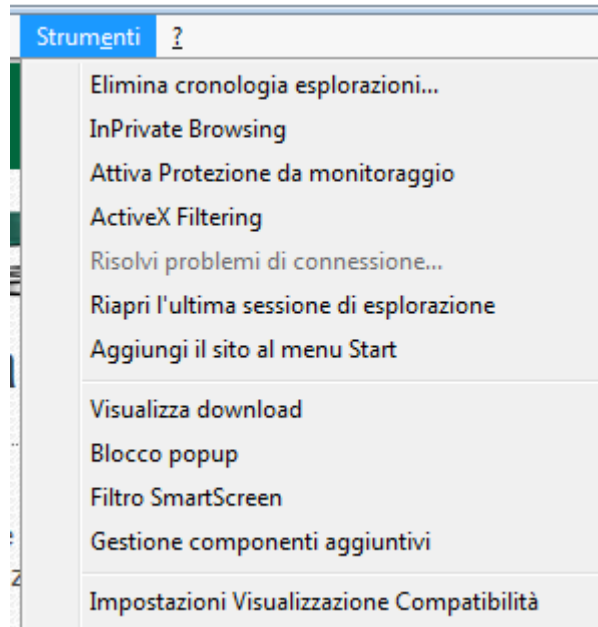 Strumenti ?
Elimina cronologia esplorazioni...
InPrivate Browsing
Attiva Protezione da monitoraggio
ActiveX Filtering
Risolvi problemi di connessione...
Riapri l'ultima sessione di esplorazione
Aggiungi il sito al menu Start
Visualizza download
Blocco popup
Filtro SmartScreen
Gestione componenti aggiuntivi
Impostazioni Visualizzazione Compatibilità